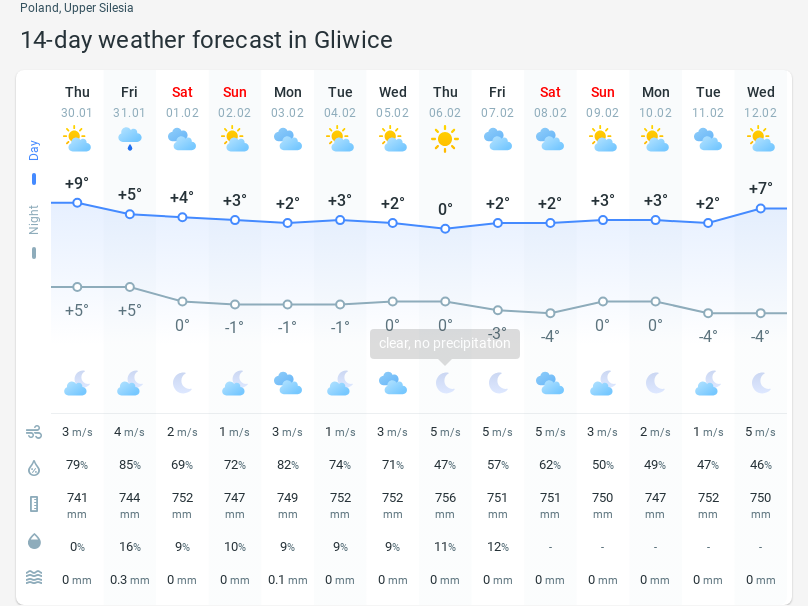 Poland, Upper Silesia
14-day weather forecast in Gliwice
Thu Fri Sat Sun Mon Tue Wed Thu Fri Sat Sun Mon Tue Wed
30.01 31.01 01.02 02.02 03.02 04.02 05.02 06.02 07.02 08.02 09.02 10.02 11.02 12.02
Day
+9° +5° +4° +3° +2° +3° +2° 0° +2° +2° +3° +3° +2° +7°
Night
+5° +5° 0° -1° -1° -1° 0° 0° -3° -4° 0° 0° -4° -4°
clear, no precipitation
3 m/s 4 m/s 2 m/s 1 m/s 3 m/s 1 m/s 3 m/s 5 m/s 5 m/s 5 m/s 3 m/s 2 m/s 1 m/s 5 m/s
79% 85% 69% 72% 82% 74% 71% 47% 57% 62% 50% 49% 47% 46%
741 744 752 747 749 752 752 756 751 751 750 747 752 750
mm mm mm mm mm mm mm mm mm mm mm mm mm mm
0% 16% 9% 10% 9% 9% 9% 11% 12% - - - - -
0 mm 0.3 mm 0 mm 0 mm 0.1 mm 0 mm 0 mm 0 mm 0 mm 0 mm 0 mm 0 mm 0 mm 0 mm